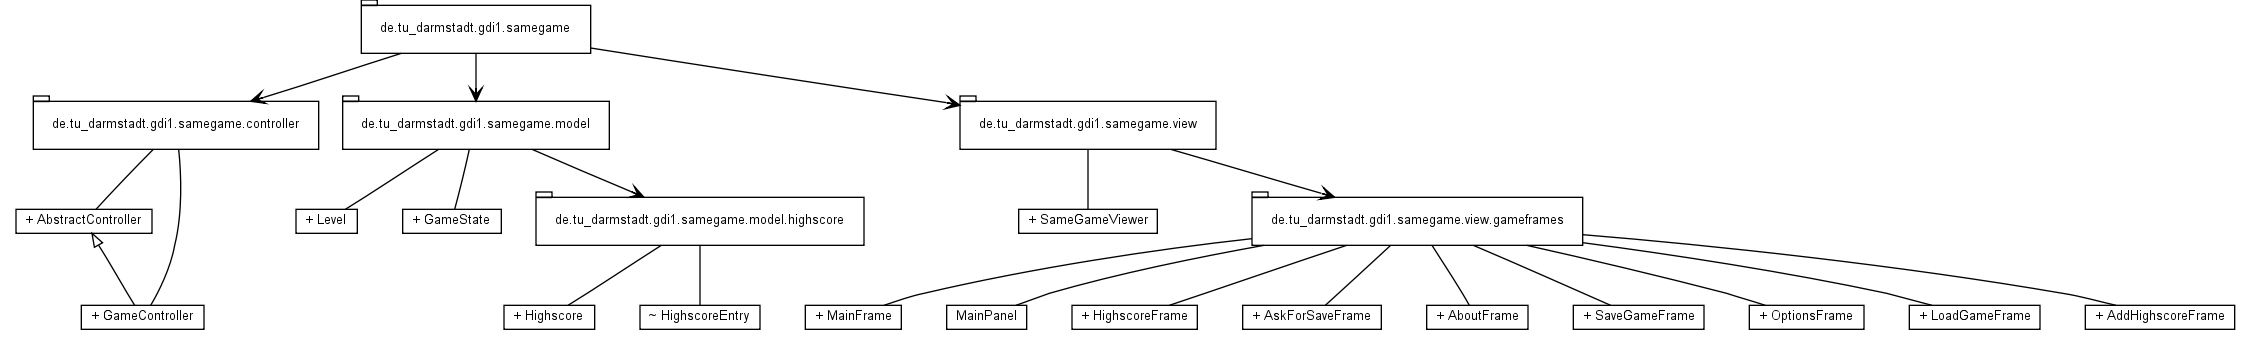 de.tu_darmstadt.gdi1.samegame
de.tu_darmstadt.gdi1.samegame.controller
de.tu_darmstadt.gdi1.samegame.model
de.tu_darmstadt.gdi1.samegame.view
+ AbstractController
+ Level
+ GameState
de.tu_darmstadt.gdi1.samegame.model.highscore
+ SameGameViewer
de.tu_darmstadt.gdi1.samegame.view.gameframes
+ GameController
+ Highscore
~ HighscoreEntry
+ MainFrame
MainPanel
+ HighscoreFrame
+ AskForSaveFrame
+ AboutFrame
+ SaveGameFrame
+ OptionsFrame
+ LoadGameFrame
+ AddHighscoreFrame